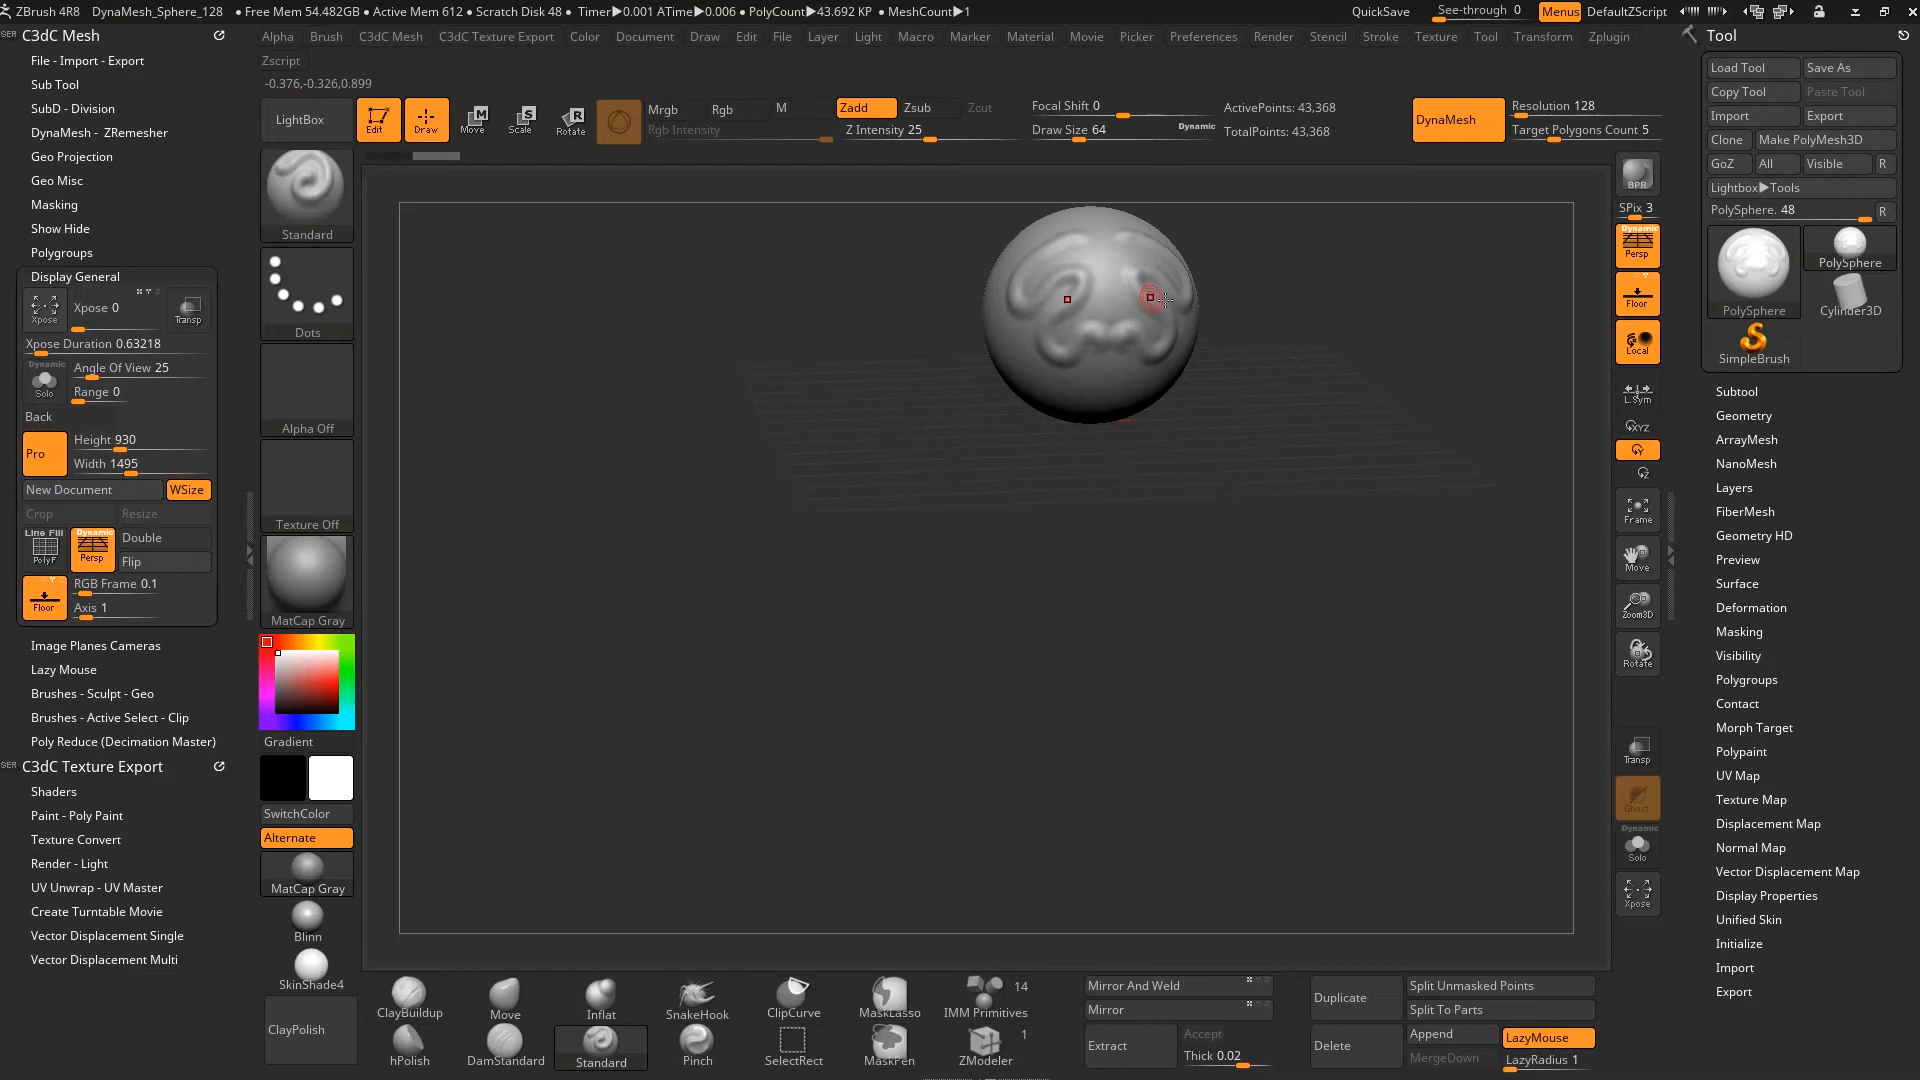 ZBrush 4R8 DynaMesh_Sphere_128 • Free Mem 54.482GB • Active Mem 612 • Scratch Disk 48 • Timer▶0.001 ATime▶0.006 • PolyCount▶43.692 KP • MeshCount▶1 QuickSave See-through 0 Menus DefaultZScript
C3dC Mesh
File - Import - Export
Sub Tool
SubD - Division
DynaMesh - ZRemesher
Geo Projection
Geo Misc
Masking
Show Hide
Polygroups
Display General
Xpose
Xpose 0
Transp
Xpose Duration 0.63218
Dynamic
Solo
Angle Of View 25
Range 0
Back
Pro
Height 930
Width 1495
New Document WSize
Crop Resize
Line Fill
PolyF
Dynamic
Persp
Double
Flip
Floor
RGB Frame 0.1
Axis 1
Image Planes Cameras
Lazy Mouse
Brushes - Sculpt - Geo
Brushes - Active Select - Clip
Poly Reduce (Decimation Master)
C3dC Texture Export
Shaders
Paint - Poly Paint
Texture Convert
Render - Light
UV Unwrap - UV Master
Create Turntable Movie
Vector Displacement Single
Vector Displacement Multi
Alpha Brush C3dC Mesh C3dC Texture Export Color Document Draw Edit File Layer Light Macro Marker Material Movie Picker Preferences Render Stencil Stroke Texture Tool Transform Zplugin
Zscript
-0.376,-0.326,0.899
LightBox
Edit Draw Move Scale Rotate
Mrgb Rgb M Zadd Zsub Zcut
Rgb Intensity Z Intensity 25
Focal Shift 0
Draw Size 64 Dynamic
ActivePoints: 43,368
TotalPoints: 43,368
DynaMesh
Resolution 128
Target Polygons Count 5
Standard
Dots
Alpha Off
Texture Off
MatCap Gray
Gradient
SwitchColor
Alternate
MatCap Gray
Blinn
SkinShade4
ClayPolish
BPR
SPix 3
Dynamic
Persp
Floor
Local
L.Sym
XYZ
Y
Z
Frame
Move
Zoom3D
Rotate
Transp
Ghost
Dynamic
Solo
Xpose
ClayBuildup Move Inflat SnakeHook ClipCurve MaskLasso IMM Primitives 14
hPolish DamStandard Standard Pinch SelectRect MaskPen ZModeler 1
Mirror And Weld
Mirror
Extract
Accept
Thick 0.02
Duplicate
Delete
Split Unmasked Points
Split To Parts
Append LazyMouse
MergeDown LazyRadius 1
Tool
Load Tool Save As
Copy Tool Paste Tool
Import Export
Clone Make PolyMesh3D
GoZ All Visible R
Lightbox▶Tools
PolySphere. 48 R
PolySphere
PolySphere
Cylinder3D
SimpleBrush
Subtool
Geometry
ArrayMesh
NanoMesh
Layers
FiberMesh
Geometry HD
Preview
Surface
Deformation
Masking
Visibility
Polygroups
Contact
Morph Target
Polypaint
UV Map
Texture Map
Displacement Map
Normal Map
Vector Displacement Map
Display Properties
Unified Skin
Initialize
Import
Export